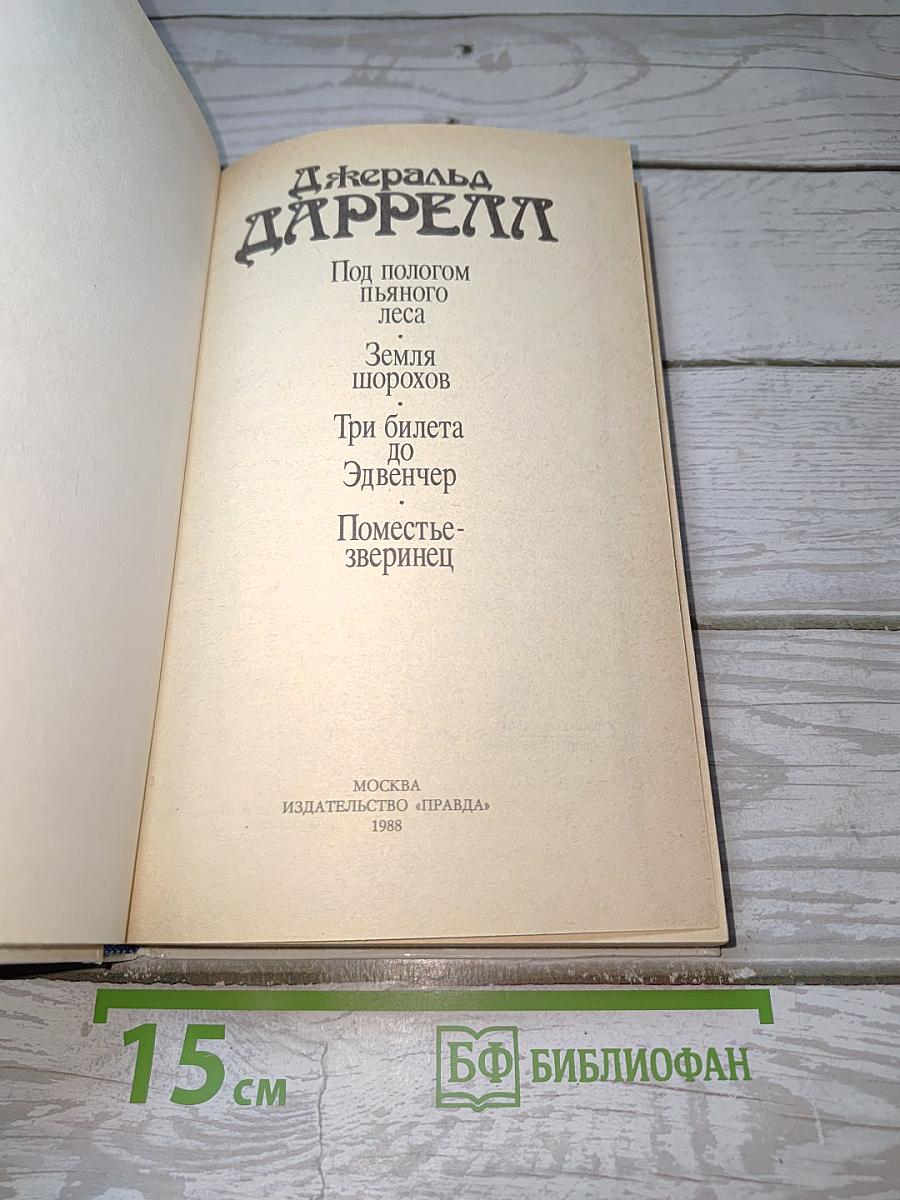 Джеральд
ДАРРЕЛЛ
Под пологом
пьяного
леса
Земля
шорохов
Три билета
до
Эдвенчер
Поместье-
зверинец
МОСКВА
ИЗДАТЕЛЬСТВО «ПРАВДА»
1988
15 см
БФ БИБЛИОФАН